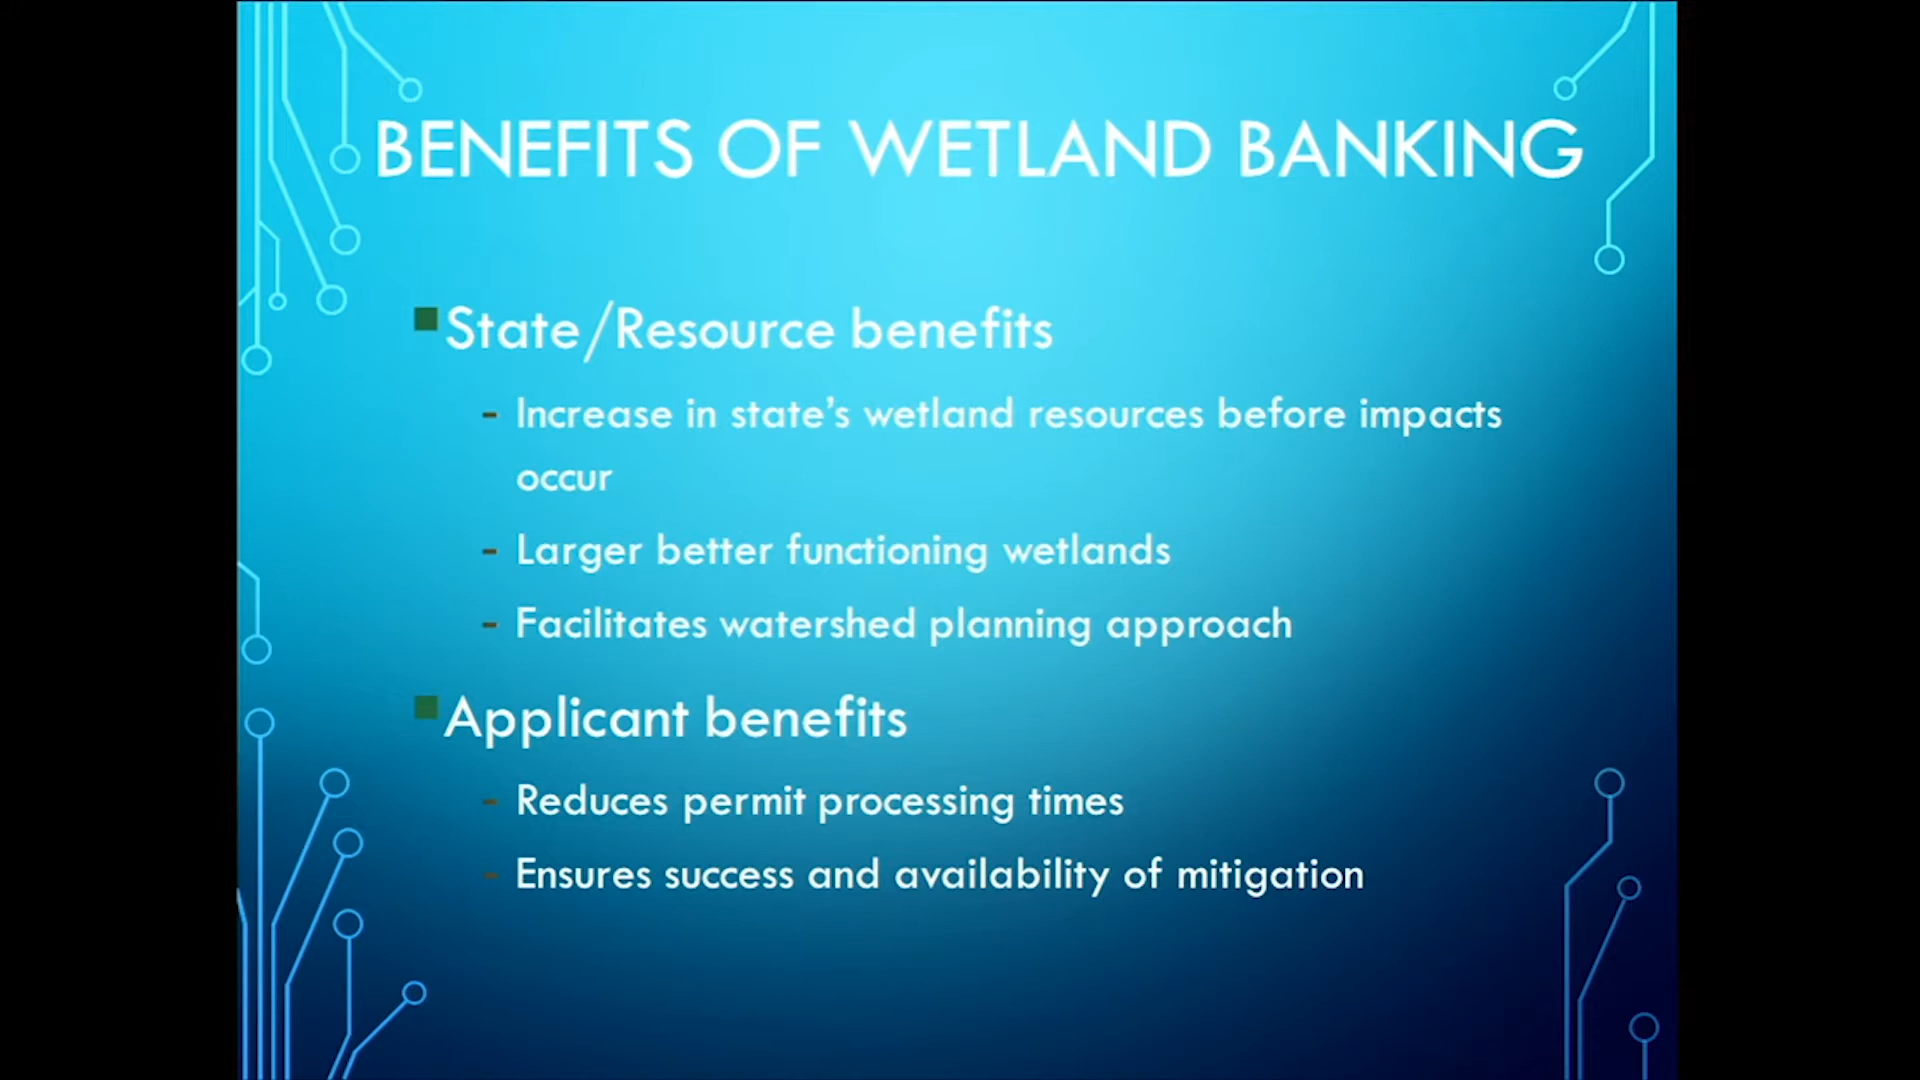 BENEFITS OF WETLAND BANKING
State/Resource benefits
- Increase in state's wetland resources before impacts
occur
- Larger better functioning wetlands
- Facilitates watershed planning approach
Applicant benefits
- Reduces permit processing times
- Ensures success and availability of mitigation